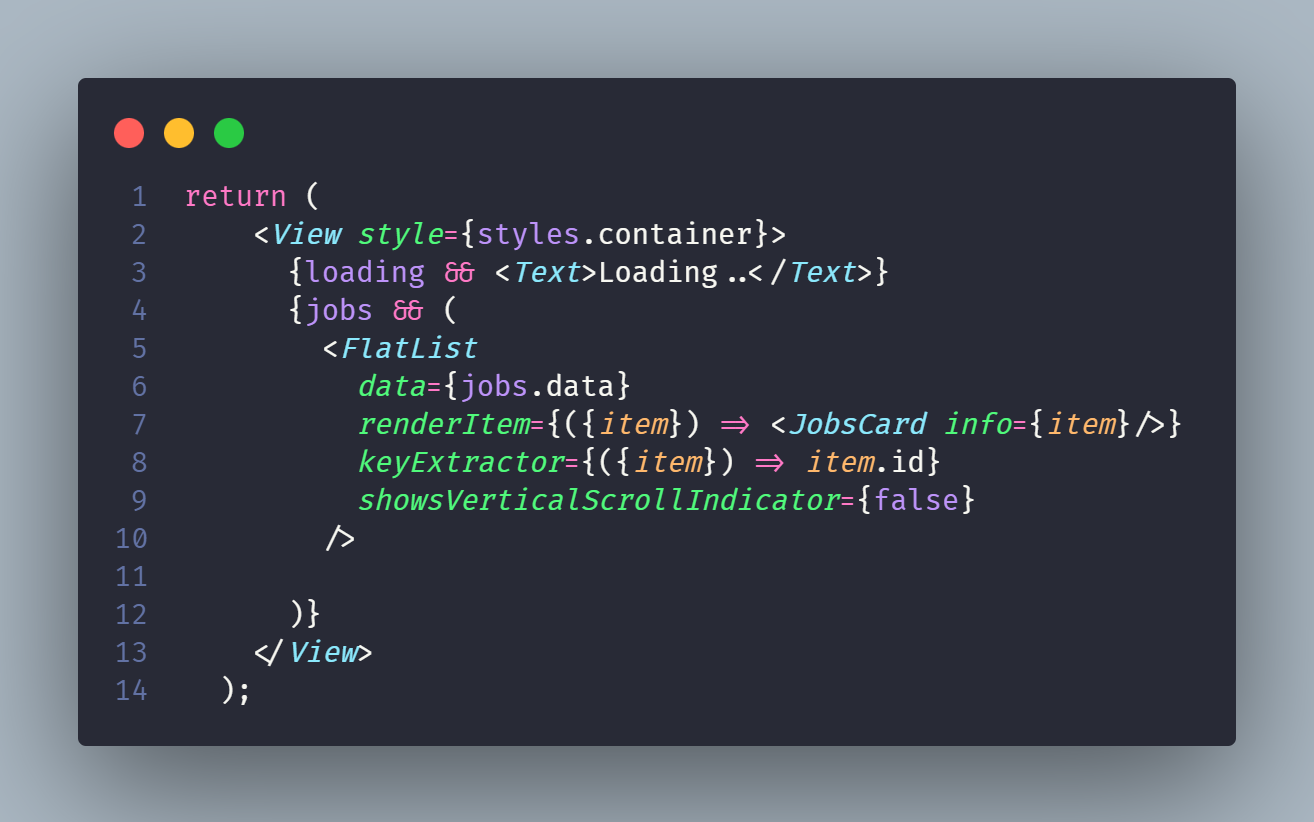 1 return (
2     <View style={styles.container}>
3       {loading && <Text>Loading..</Text>}
4       {jobs && (
5         <FlatList
6           data={jobs.data}
7           renderItem={({item}) => <JobsCard info={item}/>}
8           keyExtractor={({item}) => item.id}
9           showsVerticalScrollIndicator={false}
10         />
11
12       )}
13     </View>
14   );